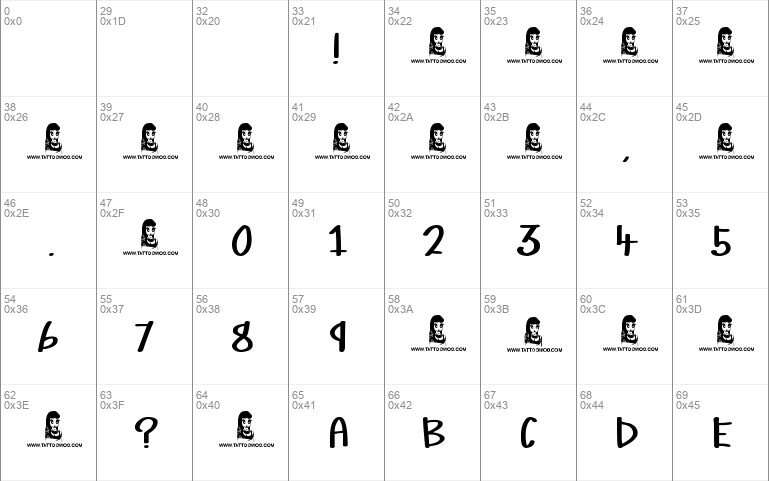 0 29 32 33 34 35 36 37
0x0 0x1D 0x20 0x21 0x22 0x23 0x24 0x25
! WWW.TATTOOWOO.COM WWW.TATTOOWOO.COM WWW.TATTOOWOO.COM WWW.TATTOOWOO.COM
38 39 40 41 42 43 44 45
0x26 0x27 0x28 0x29 0x2A 0x2B 0x2C 0x2D
WWW.TATTOOWOO.COM WWW.TATTOOWOO.COM WWW.TATTOOWOO.COM WWW.TATTOOWOO.COM WWW.TATTOOWOO.COM WWW.TATTOOWOO.COM , WWW.TATTOOWOO.COM
46 47 48 49 50 51 52 53
0x2E 0x2F 0x30 0x31 0x32 0x33 0x34 0x35
. WWW.TATTOOWOO.COM 0 1 2 3 4 5
54 55 56 57 58 59 60 61
0x36 0x37 0x38 0x39 0x3A 0x3B 0x3C 0x3D
6 7 8 9 WWW.TATTOOWOO.COM WWW.TATTOOWOO.COM WWW.TATTOOWOO.COM WWW.TATTOOWOO.COM
62 63 64 65 66 67 68 69
0x3E 0x3F 0x40 0x41 0x42 0x43 0x44 0x45
WWW.TATTOOWOO.COM ? WWW.TATTOOWOO.COM A B C D E